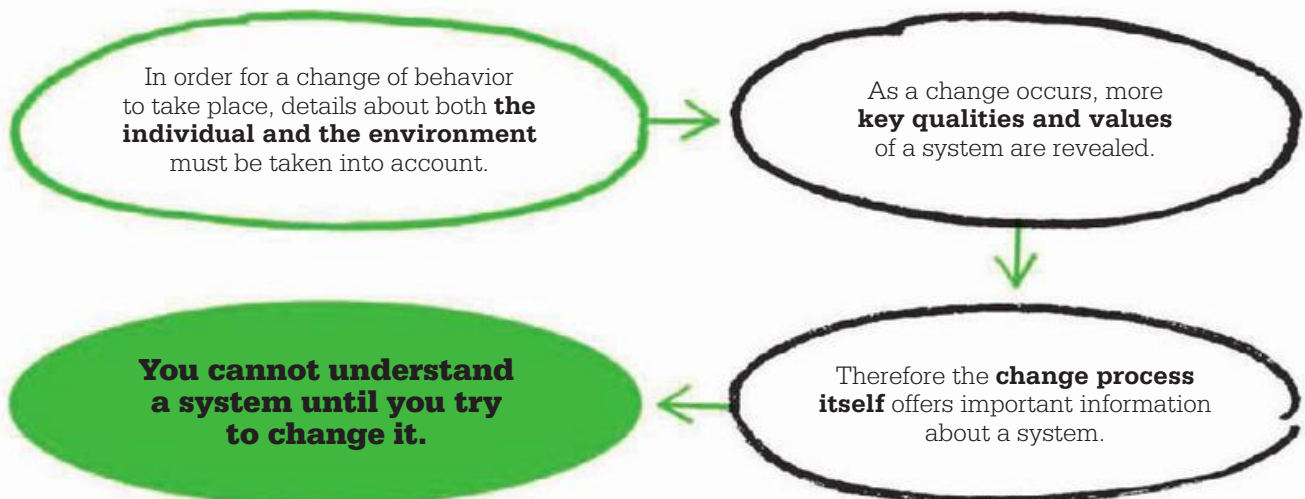 In order for a change of behavior
to take place, details about both the
individual and the environment
must be taken into account.
As a change occurs, more
key qualities and values
of a system are revealed.
Therefore the change process
itself offers important information
about a system.
You cannot understand
a system until you try
to change it.